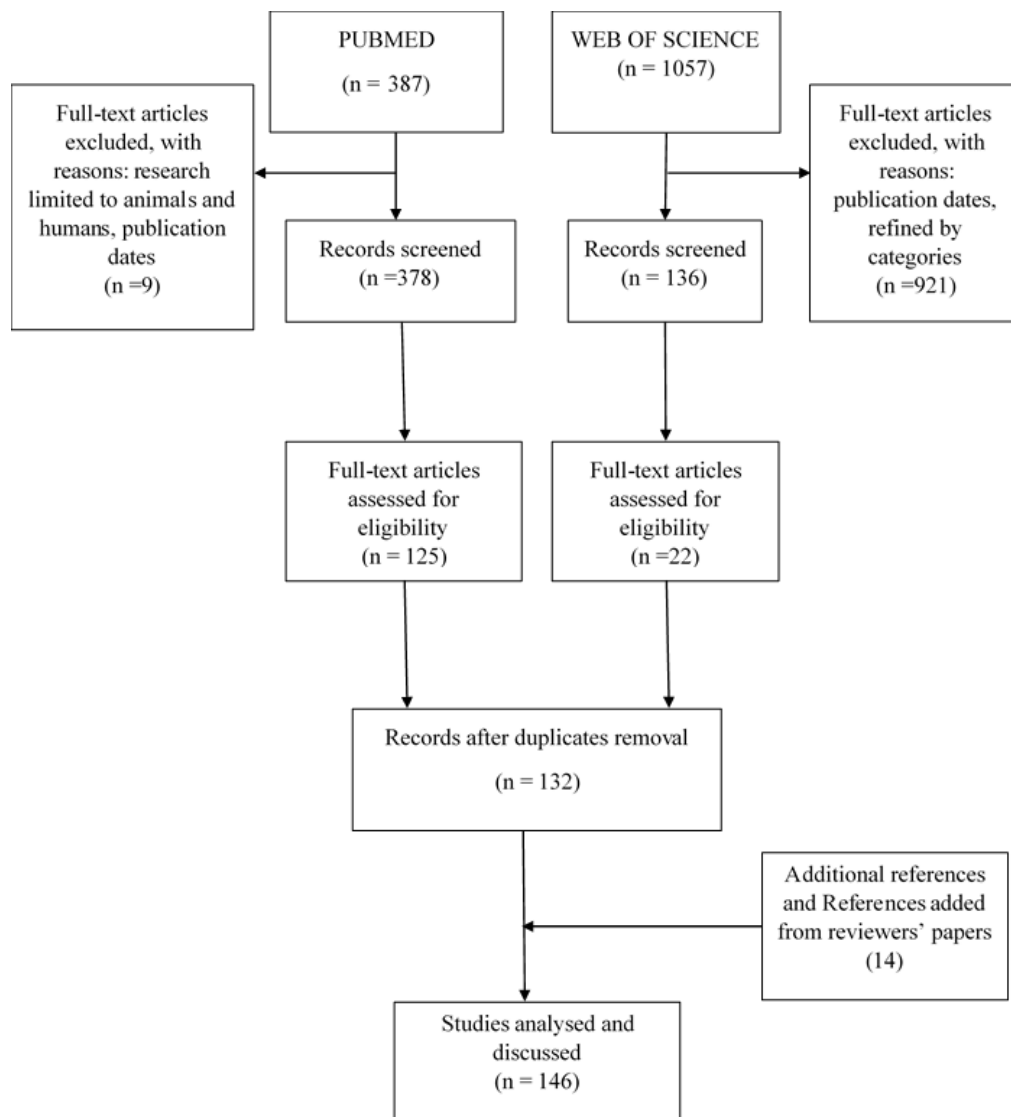 PUBMED
(n = 387)
WEB OF SCIENCE
(n = 1057)
Full-text articles
excluded, with
reasons: research
limited to animals and
humans, publication
dates
(n =9)
Full-text articles
excluded, with
reasons:
publication dates,
refined by
categories
(n =921)
Records screened
(n =378)
Records screened
(n = 136)
Full-text articles
assessed for
eligibility
(n = 125)
Full-text articles
assessed for
eligibility
(n =22)
Records after duplicates removal
(n = 132)
Additional references
and References added
from reviewers’ papers
(14)
Studies analysed and
discussed
n = 146)